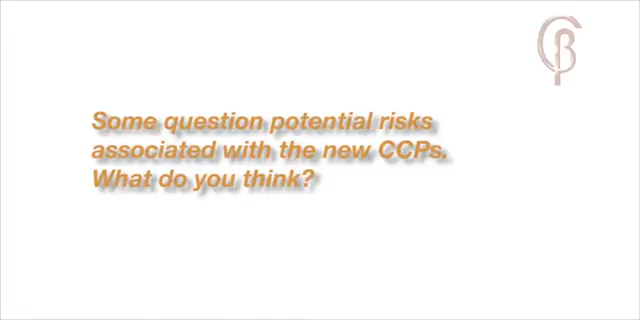 Some question potential risks
associated with the new CCPs.
What do you think?